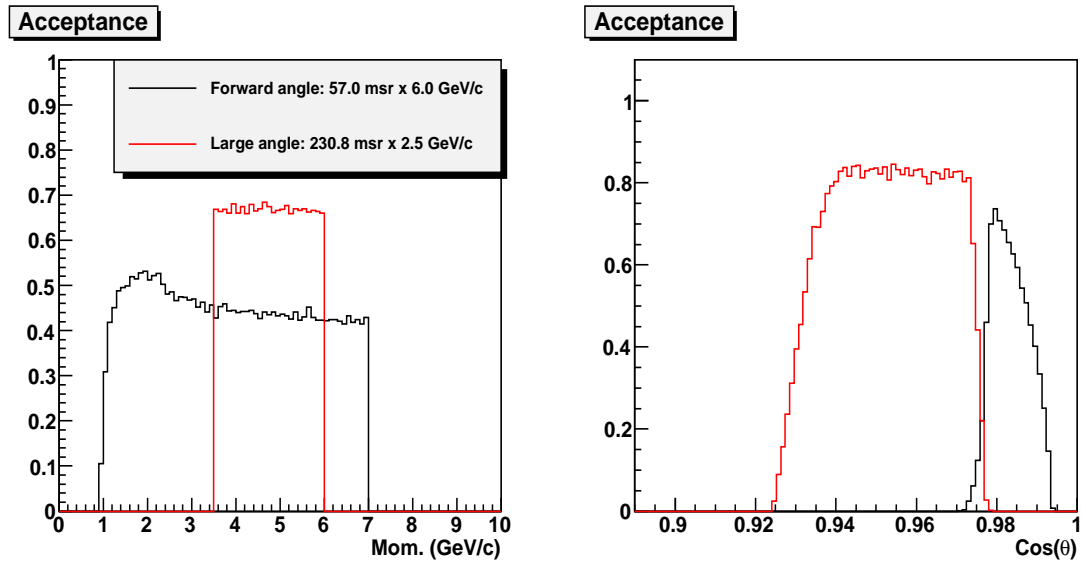 Acceptance
1
0.9
0.8
0.7
0.6
0.5
0.4
0.3
0.2
0.1
0
Forward angle: 57.0 msr x 6.0 GeV/c
Large angle: 230.8 msr x 2.5 GeV/c
0 1 2 3 4 5 6 7 8 9 10
Mom. (GeV/c)
Acceptance
1
0.8
0.6
0.4
0.2
0
0.9 0.92 0.94 0.96 0.98 1
Cos(θ)